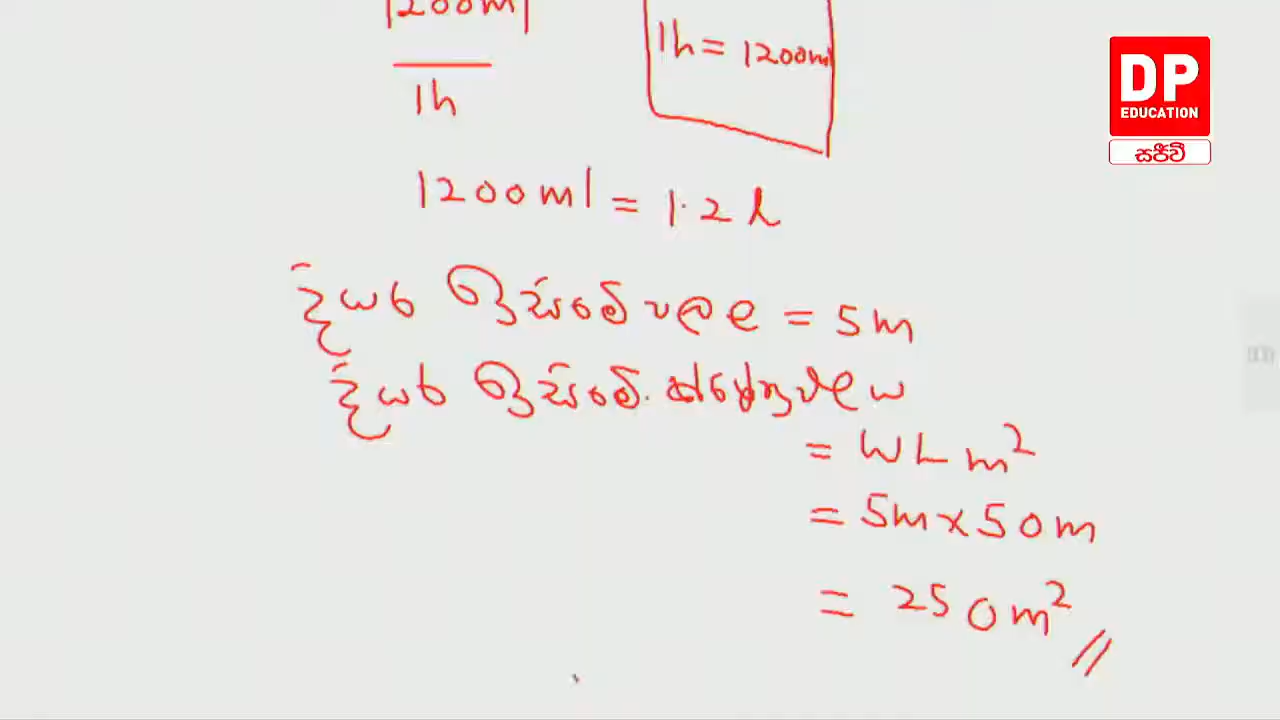 1200ml
1h
1h = 1200ml
1200ml = 1.2 l
දියර ඉසිමේ පළල = 5m
දියර ඉසිමේ ක්ෂේත්‍රඵලය
= WL m²
= 5m x 50m
= 250m² //
DP
EDUCATION
සජීවී